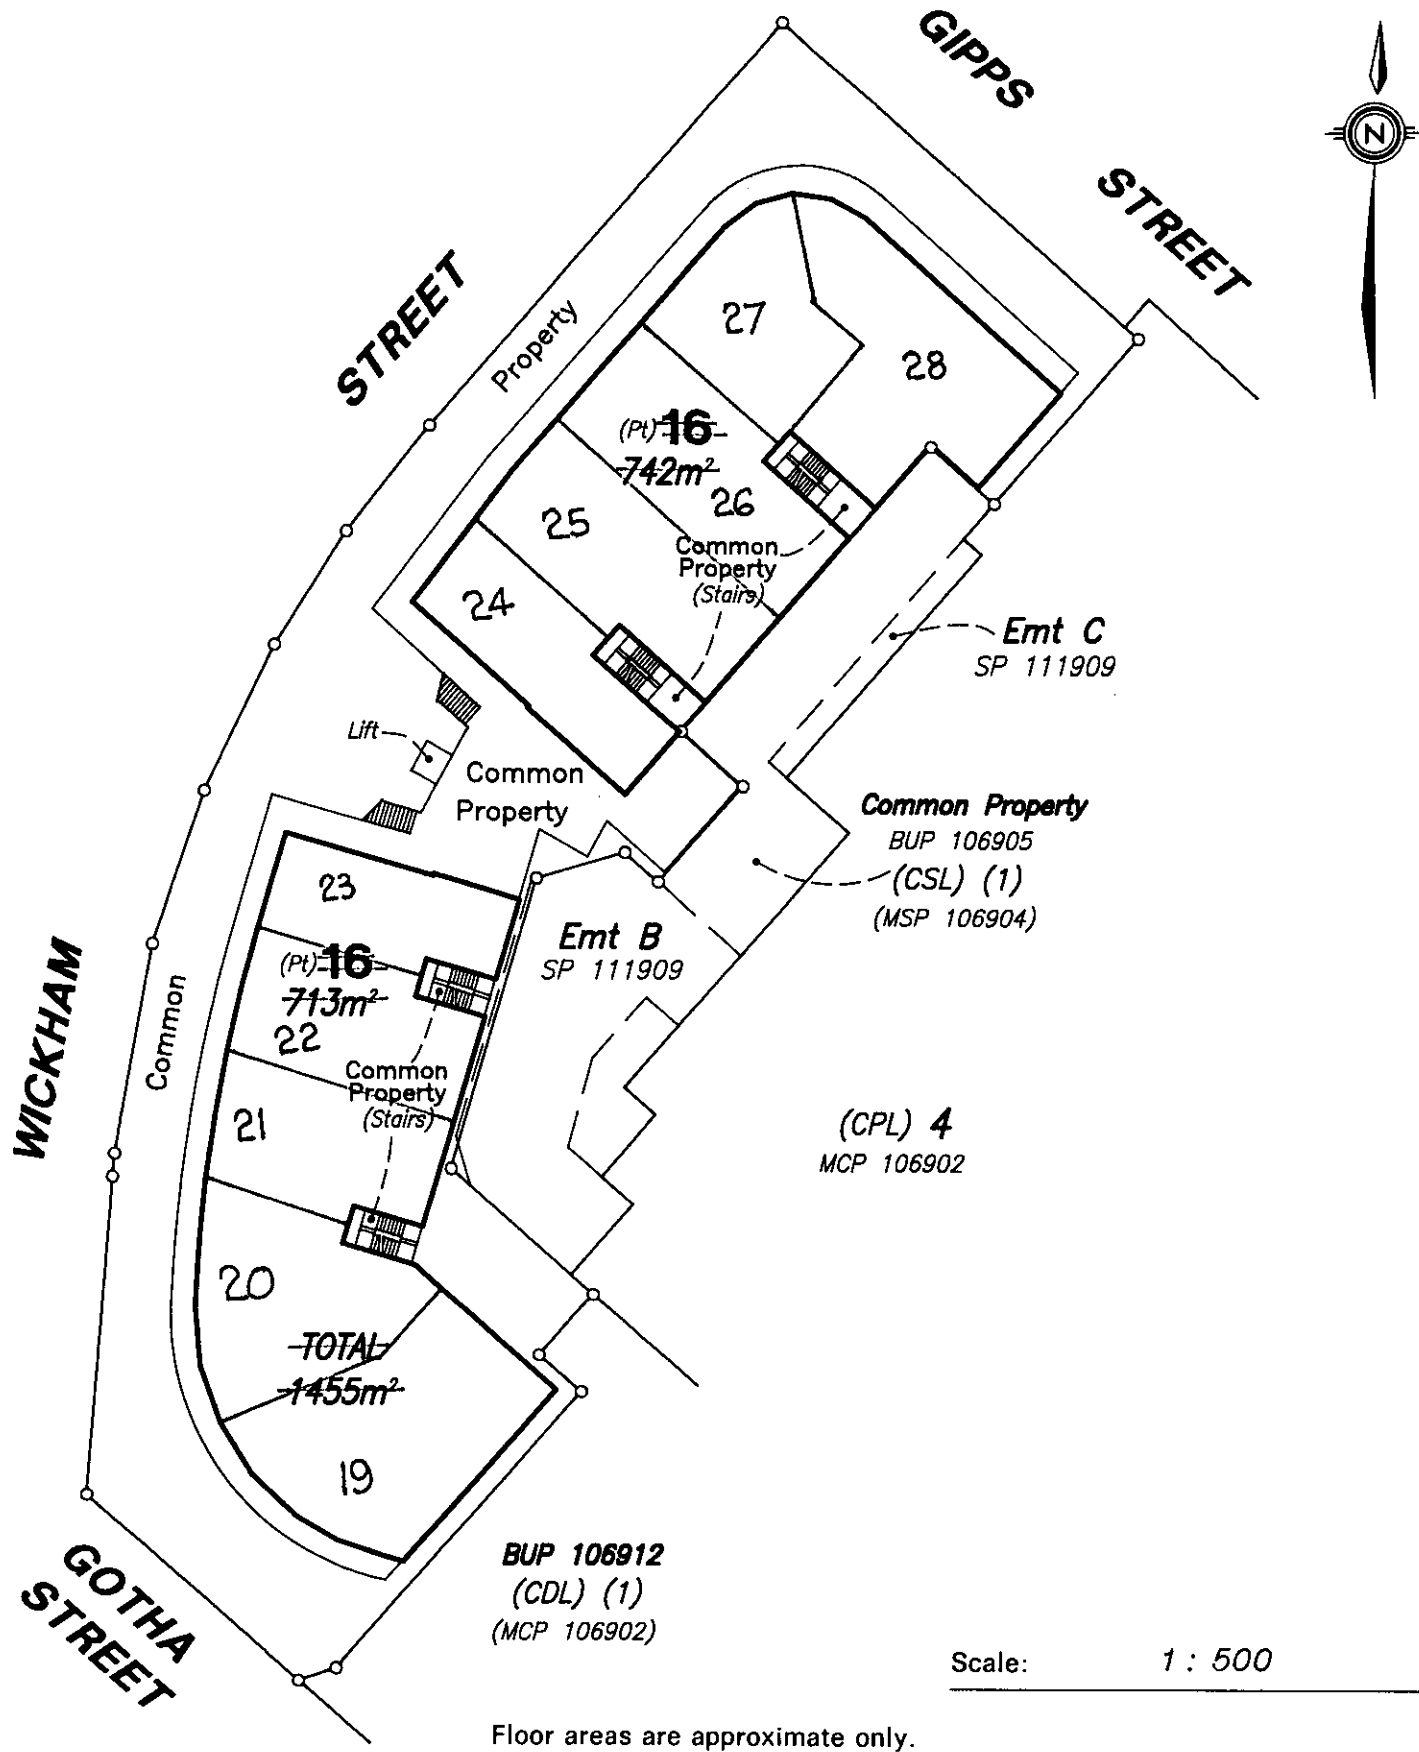 GIPPS
STREET
N
STREET
Property
27
28
(Pt) 16
742m²
26
25
Common
Property
(Stairs)
24
Emt C
SP 111909
Lift
Common
Property
Common Property
BUP 106905
(CSL) (1)
(MSP 106904)
23
Emt B
SP 111909
(Pt) 16
713m²
22
WICKHAM
Common
Common
Property
(Stairs)
21
(CPL) 4
MCP 106902
20
TOTAL
1455m²
19
GOTHA
STREET
BUP 106912
(CDL) (1)
(MCP 106902)
Scale: 1 : 500
Floor areas are approximate only.